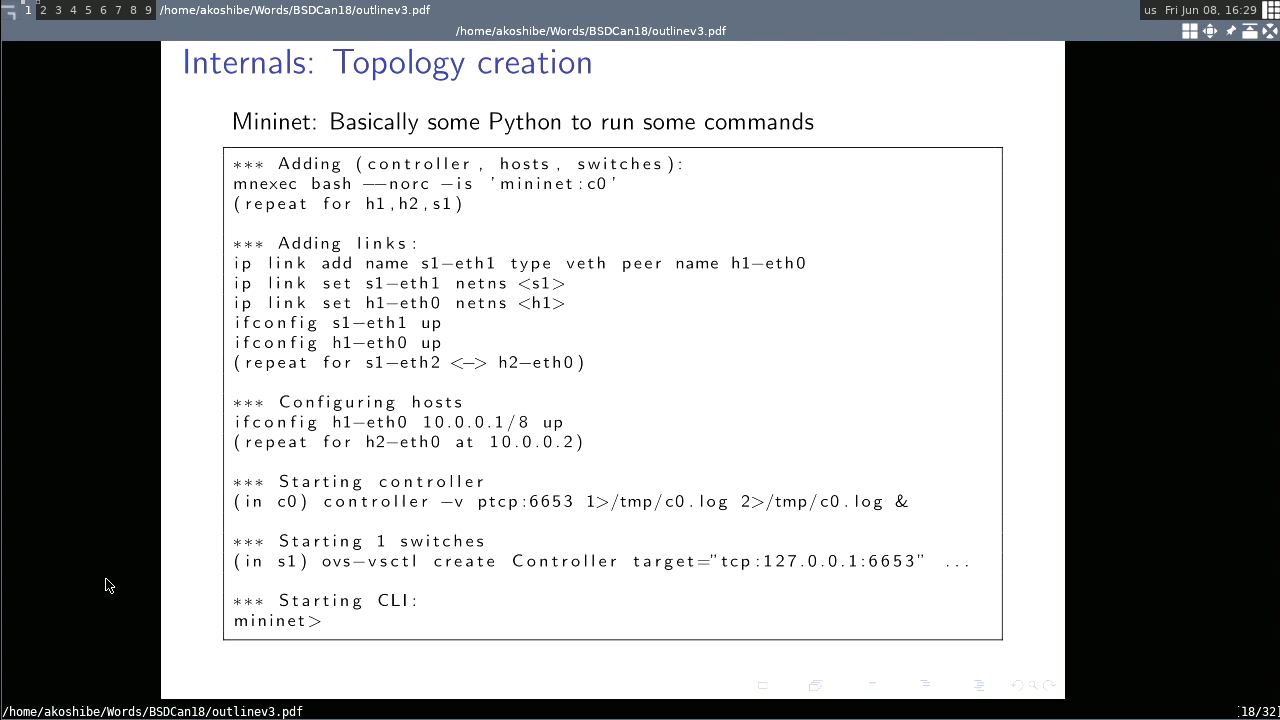 1 2 3 4 5 6 7 8 9 /home/akoshibe/Words/BSDCan18/outlinev3.pdf us Fri Jun 08, 16:29
/home/akoshibe/Words/BSDCan18/outlinev3.pdf
Internals: Topology creation
Mininet: Basically some Python to run some commands
*** Adding (controller, hosts, switches):
mnexec bash --norc -is 'mininet:c0'
(repeat for h1,h2,s1)
*** Adding links:
ip link add name s1-eth1 type veth peer name h1-eth0
ip link set s1-eth1 netns <s1>
ip link set h1-eth0 netns <h1>
ifconfig s1-eth1 up
ifconfig h1-eth0 up
(repeat for s1-eth2 <-> h2-eth0)
*** Configuring hosts
ifconfig h1-eth0 10.0.0.1/8 up
(repeat for h2-eth0 at 10.0.0.2)
*** Starting controller
(in c0) controller -v ptcp:6653 1>/tmp/c0.log 2>/tmp/c0.log &
*** Starting 1 switches
(in s1) ovs-vsctl create Controller target="tcp:127.0.0.1:6653" ...
*** Starting CLI:
mininet>
/home/akoshibe/Words/BSDCan18/outlinev3.pdf [18/32]